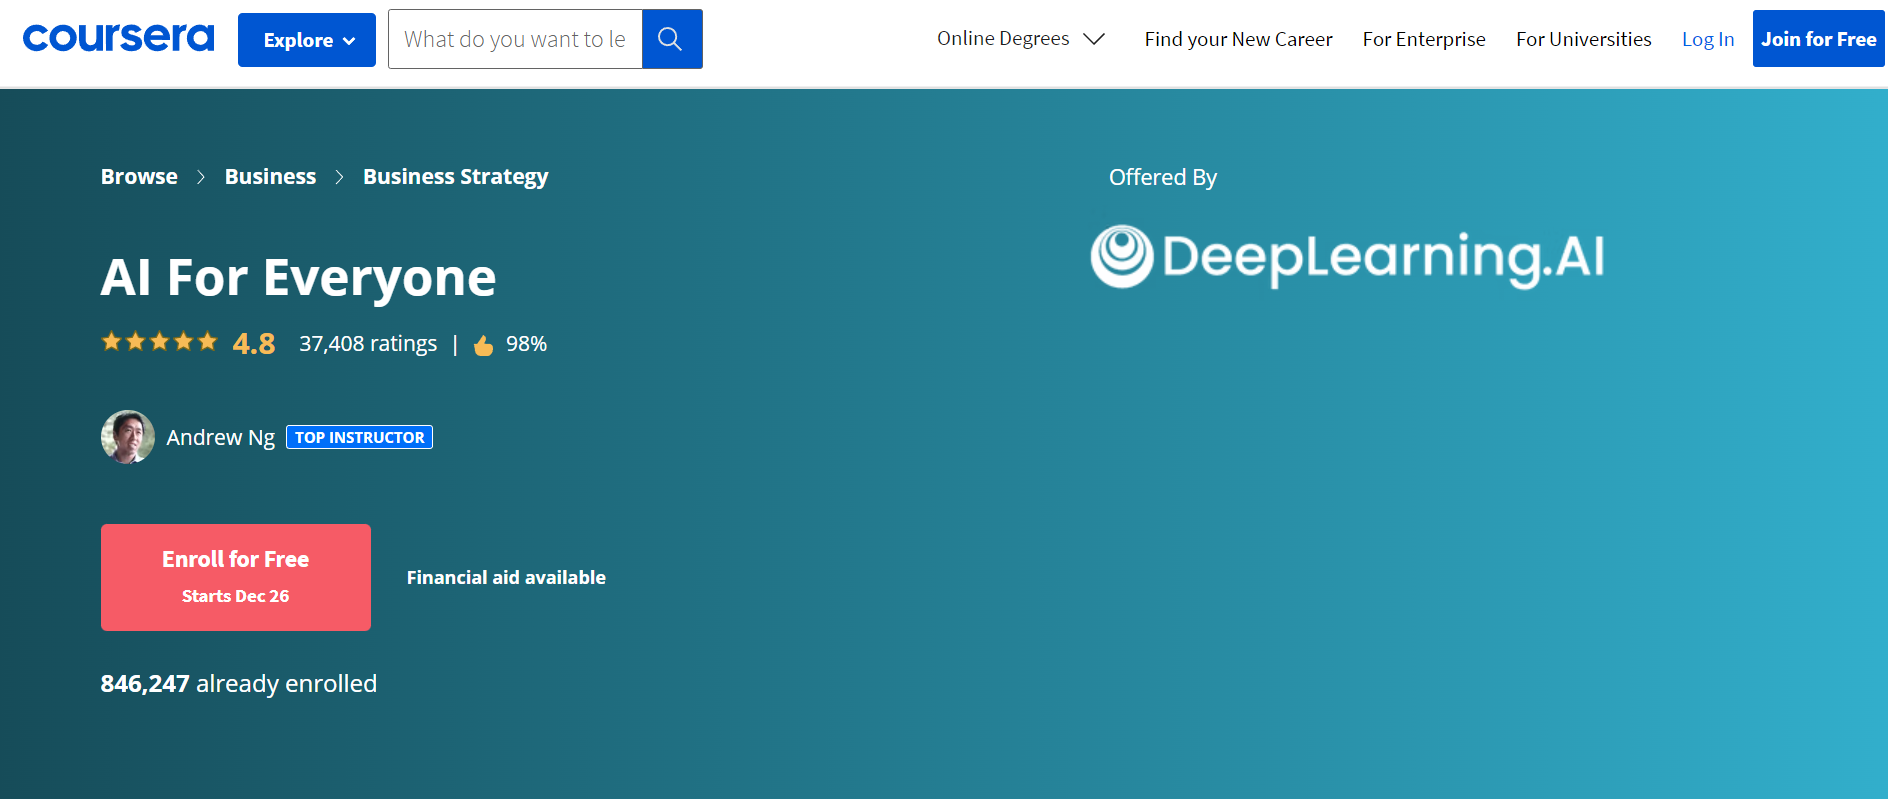 coursera
Explore
What do you want to le
Online Degrees
Find your New Career
For Enterprise
For Universities
Log In
Join for Free
Browse > Business > Business Strategy
AI For Everyone
4.8 37,408 ratings | 98%
Andrew Ng TOP INSTRUCTOR
Enroll for Free
Starts Dec 26
Financial aid available
846,247 already enrolled
Offered By
DeepLearning.AI